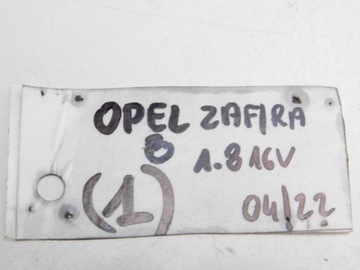 OPEL ZAFIRA
B 1.8 16V
(1) 04/22